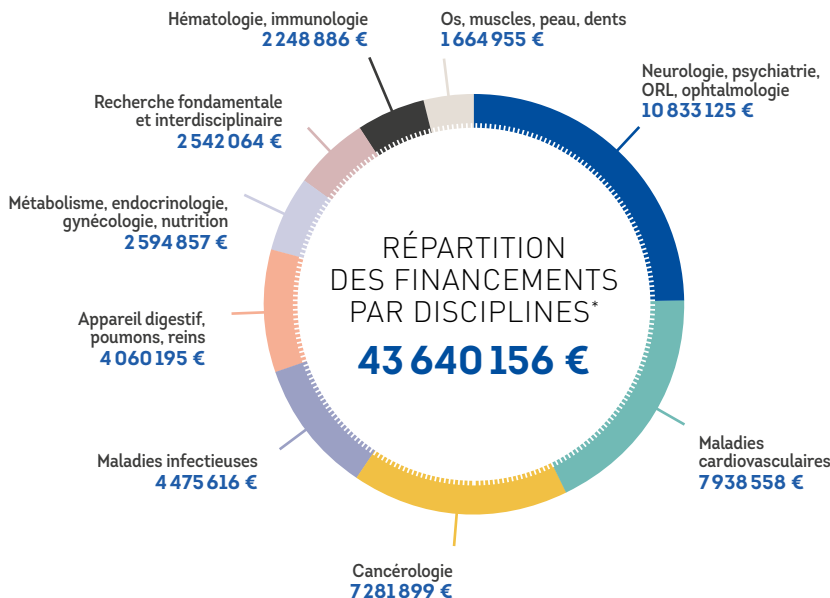 Hématologie, immunologie
2 248 886 €
Os, muscles, peau, dents
1 664 955 €
Neurologie, psychiatrie,
ORL, ophtalmologie
10 833 125 €
Recherche fondamentale
et interdisciplinaire
2 542 064 €
Métabolisme, endocrinologie,
gynécologie, nutrition
2 594 857 €
RÉPARTITION
DES FINANCEMENTS
PAR DISCIPLINES*
43 640 156 €
Appareil digestif,
poumons, reins
4 060 195 €
Maladies
cardiovasculaires
7 938 558 €
Maladies infectieuses
4 475 616 €
Cancérologie
7 281 899 €